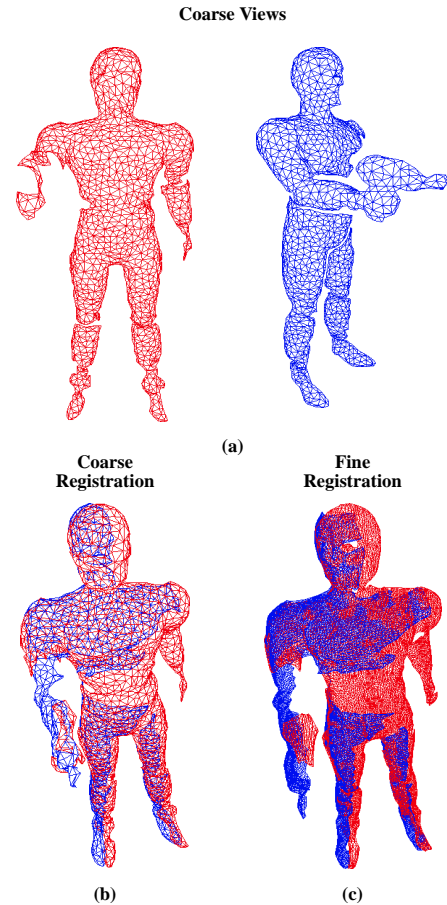 Coarse Views
(a)
Coarse
Registration
Fine
Registration
(b)
(c)